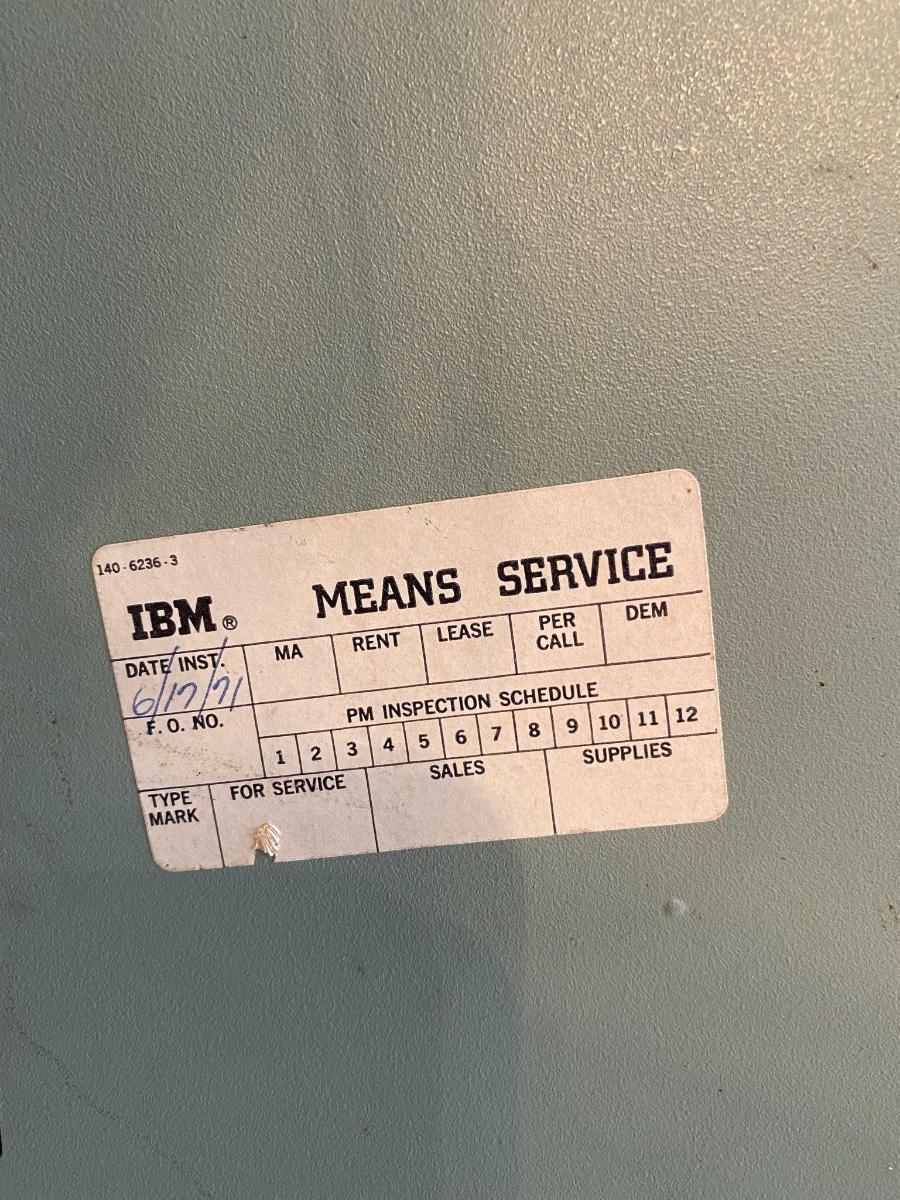 140-6236-3
IBM® MEANS SERVICE
DATE/INST. MA RENT LEASE PER CALL DEM
6/17/71
F.O. NO. PM INSPECTION SCHEDULE
1 2 3 4 5 6 7 8 9 10 11 12
TYPE MARK FOR SERVICE SALES SUPPLIES